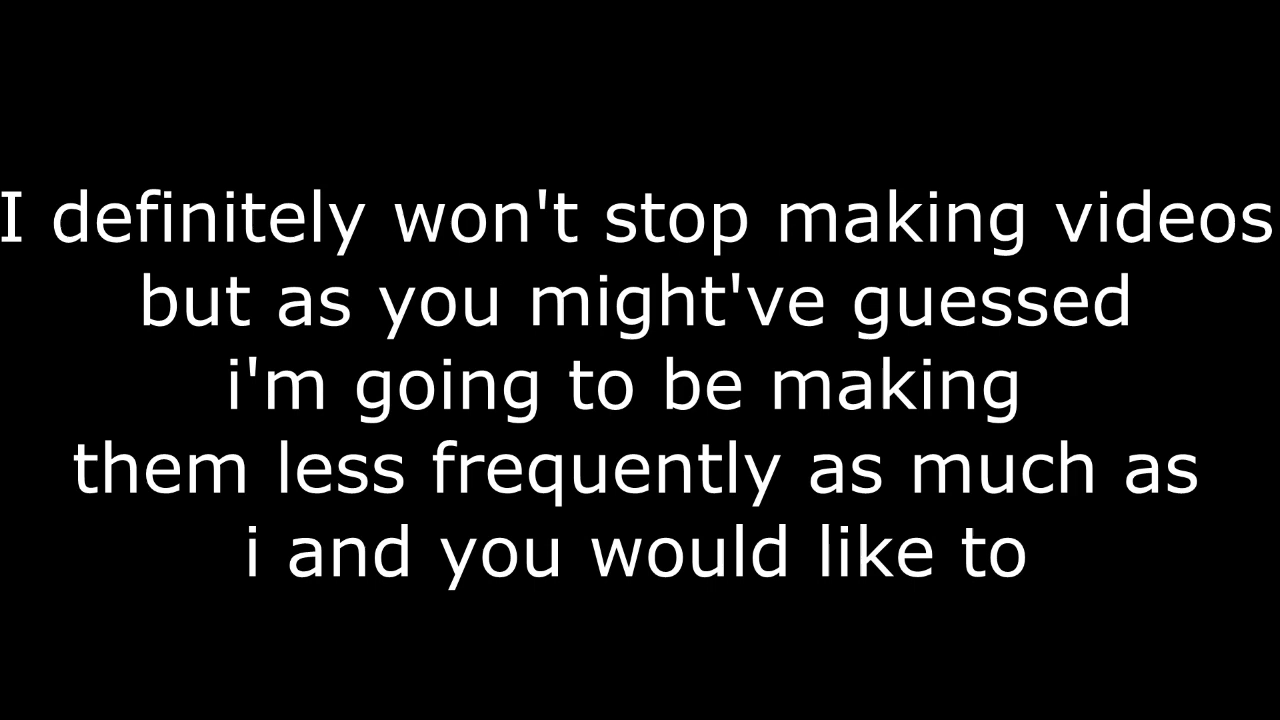 I definitely won't stop making videos
but as you might've guessed
i'm going to be making
them less frequently as much as
i and you would like to